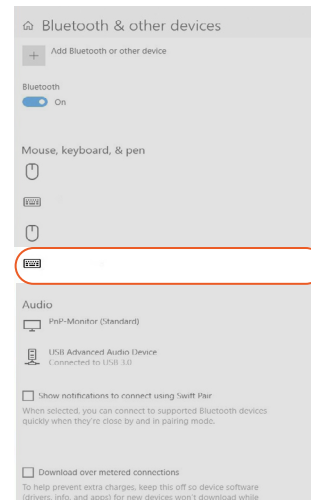 Bluetooth & other devices
Add Bluetooth or other device
Bluetooth
On
Mouse, keyboard, & pen
Audio
PnP-Monitor (Standard)
USB Advanced Audio Device
Connected to USB 3.0
Show notifications to connect using Swift Pair
When selected, you can connect to supported Bluetooth devices
quickly when they're close by and in pairing mode.
Download over metered connections
To help prevent extra charges, keep this off so device software
(drivers, info, and apps) for new devices won't download while